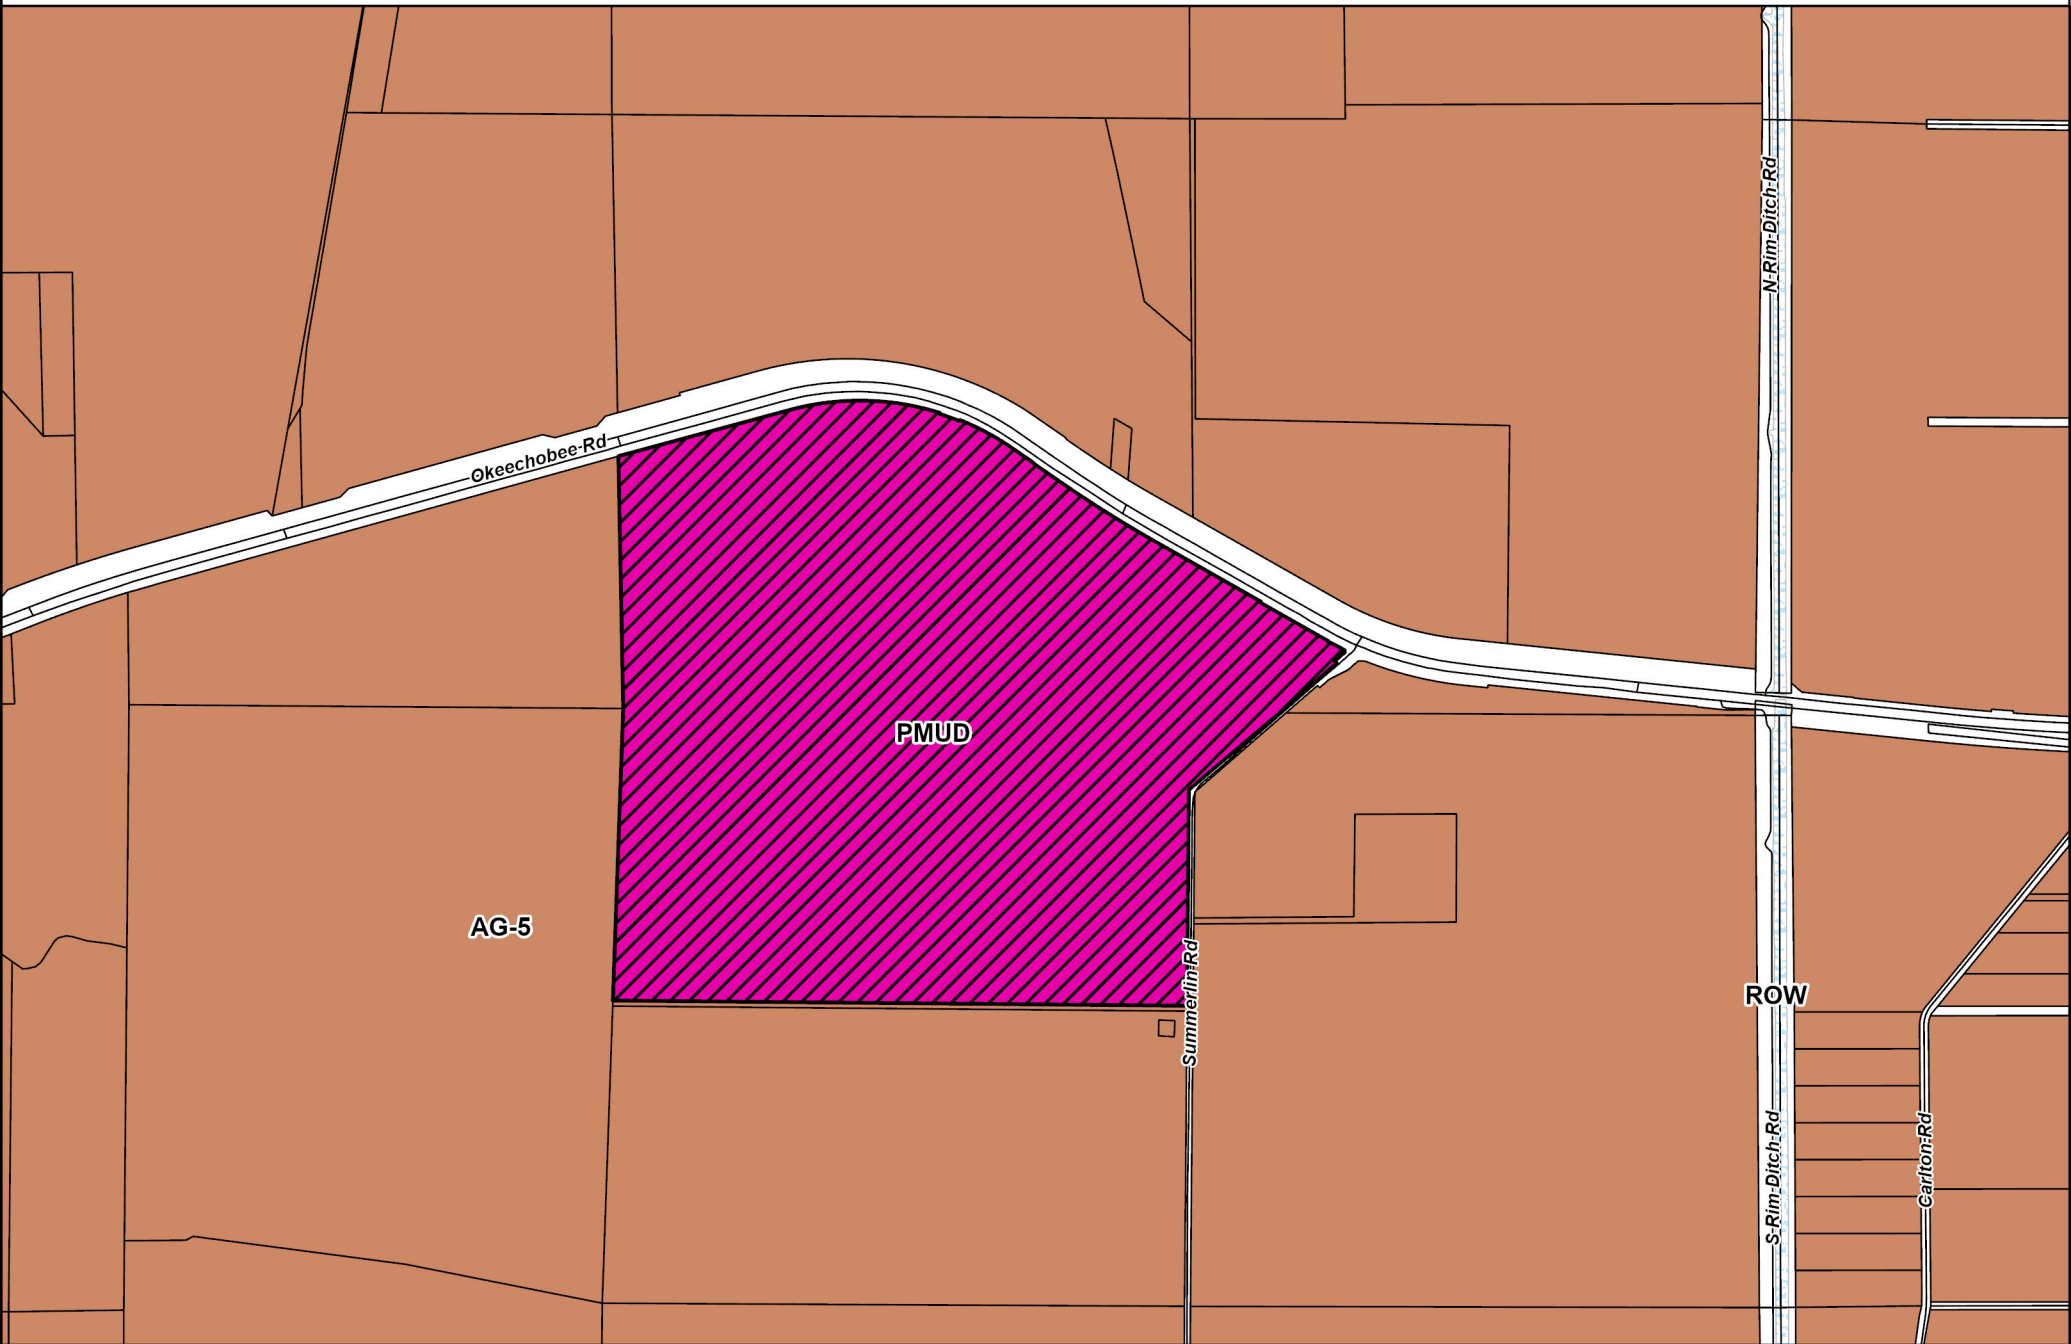 N-Rim-Ditch-Rd
Okeechobee-Rd
PMUD
AG-5
Summerlin-Rd
ROW
S-Rim-Ditch-Rd
Carlton-Rd